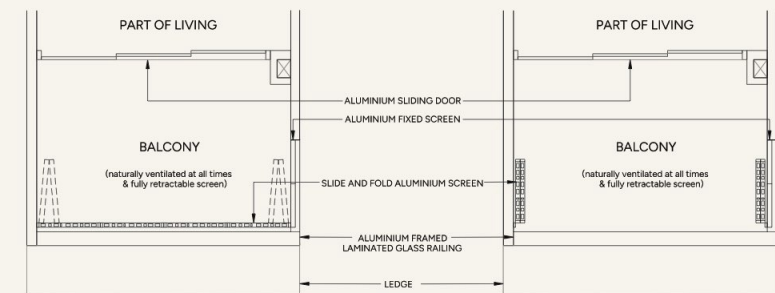 PART OF LIVING
PART OF LIVING
ALUMINIUM SLIDING DOOR
ALUMINIUM FIXED SCREEN
BALCONY
(naturally ventilated at all times
& fully retractable screen)
BALCONY
(naturally ventilated at all times
& fully retractable screen)
SLIDE AND FOLD ALUMINIUM SCREEN
ALUMINIUM FRAMED
LAMINATED GLASS RAILING
LEDGE